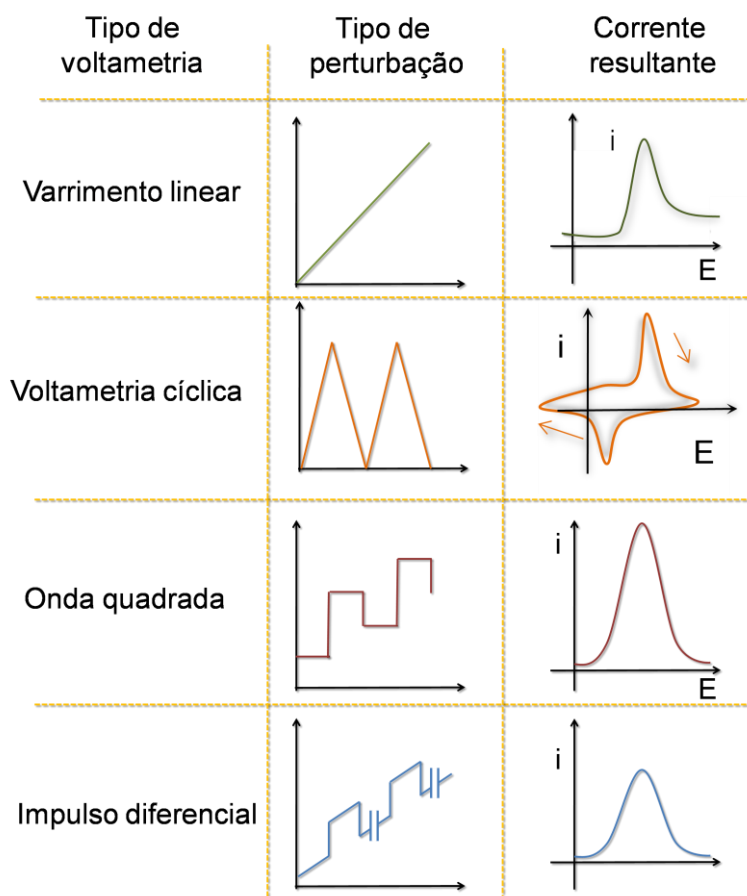 Tipo de
voltametria
Tipo de
perturbação
Corrente
resultante
Varrimento linear
i
E
Voltametria cíclica
i
E
Onda quadrada
i
E
Impulso diferencial
i